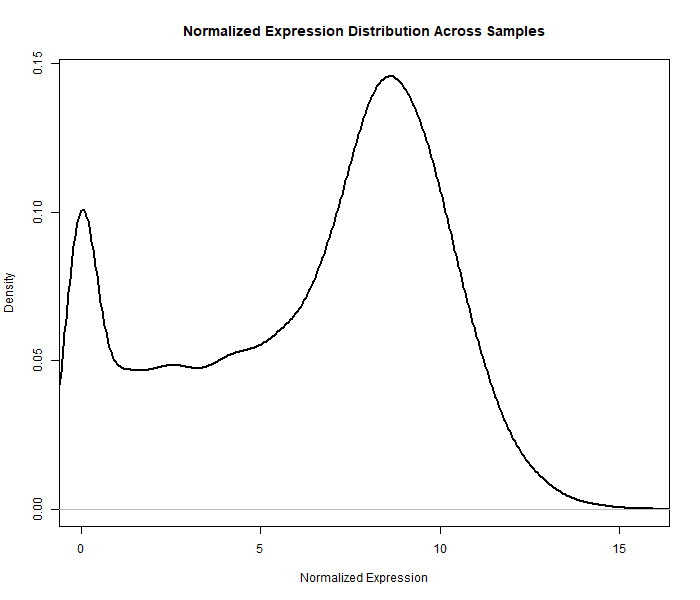 Normalized Expression Distribution Across Samples
Density
0.15
0.10
0.05
0.00
0 5 10 15
Normalized Expression